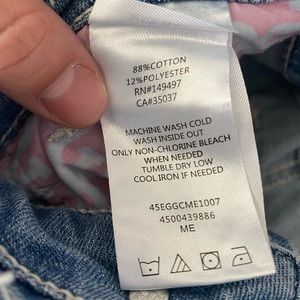 88%COTTON
12%POLYESTER
RN#149497
CA#35037
MACHINE WASH COLD
WASH INSIDE OUT
ONLY NON-CHLORINE BLEACH
WHEN NEEDED
TUMBLE DRY LOW
COOL IRON IF NEEDED
45EGGCME1007
4500439886
ME